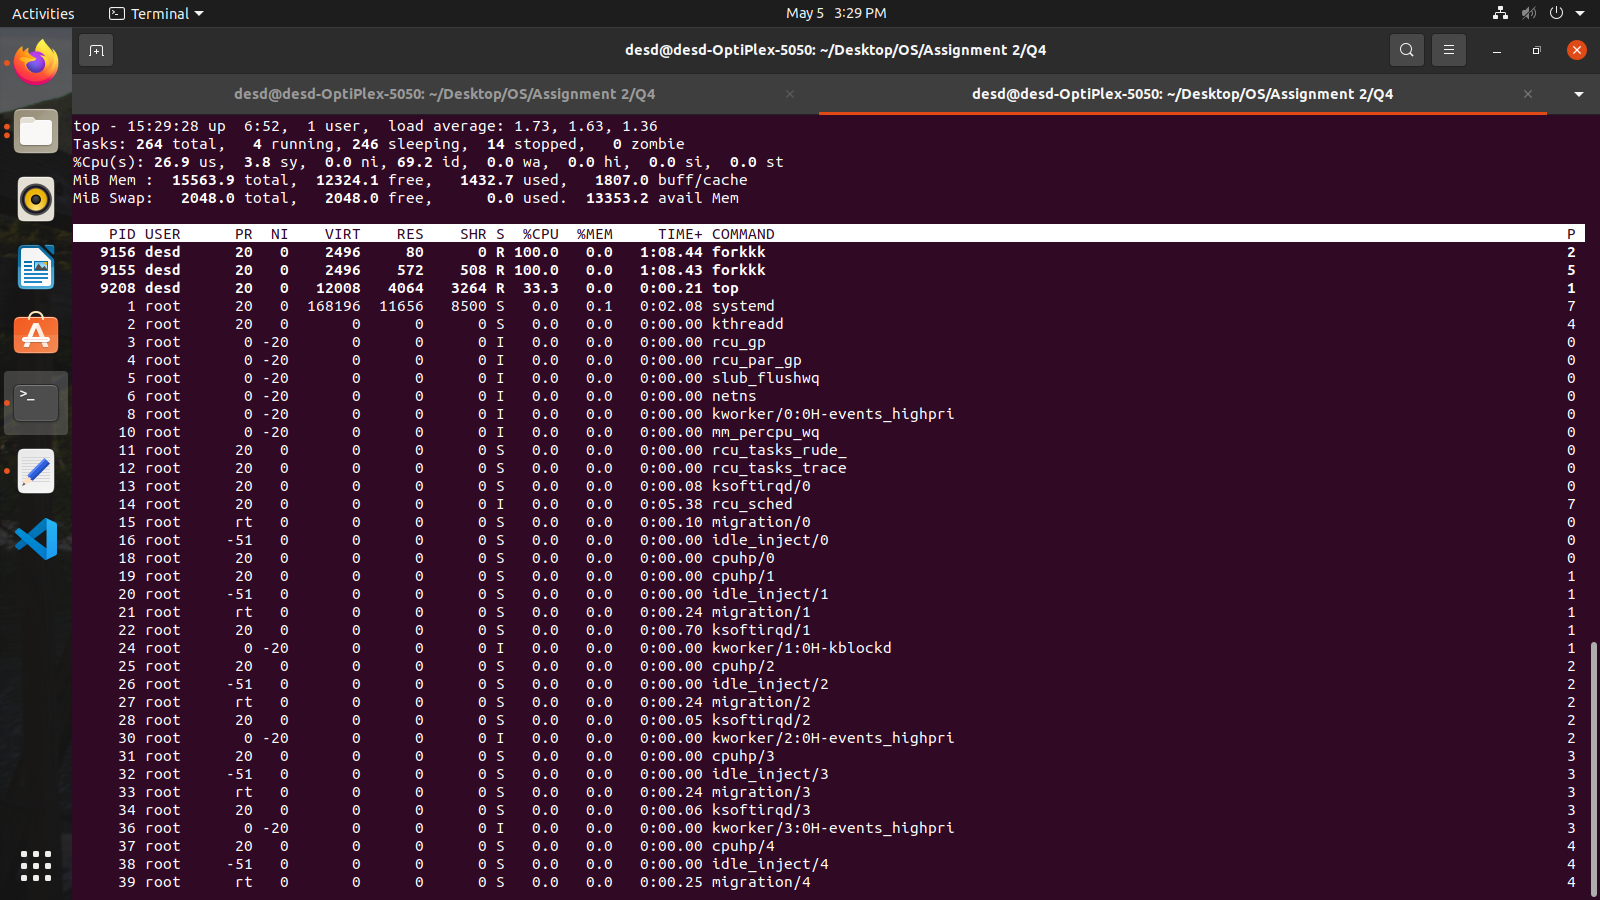 Activities Terminal May 5 3:29 PM
desd@desd-OptiPlex-5050: ~/Desktop/OS/Assignment 2/Q4
desd@desd-OptiPlex-5050: ~/Desktop/OS/Assignment 2/Q4 desd@desd-OptiPlex-5050: ~/Desktop/OS/Assignment 2/Q4
top - 15:29:28 up  6:52,  1 user,  load average: 1.73, 1.63, 1.36
Tasks: 264 total,   4 running, 246 sleeping,  14 stopped,   0 zombie
%Cpu(s): 26.9 us,  3.8 sy,  0.0 ni, 69.2 id,  0.0 wa,  0.0 hi,  0.0 si,  0.0 st
MiB Mem :  15563.9 total,  12324.1 free,   1432.7 used,   1807.0 buff/cache
MiB Swap:   2048.0 total,   2048.0 free,      0.0 used.  13353.2 avail Mem
PID USER PR NI VIRT RES SHR S %CPU %MEM TIME+ COMMAND P
9156 desd 20 0 2496 80 0 R 100.0 0.0 1:08.44 forkkk 2
9155 desd 20 0 2496 572 508 R 100.0 0.0 1:08.43 forkkk 5
9208 desd 20 0 12008 4064 3264 R 33.3 0.0 0:00.21 top 1
1 root 20 0 168196 11656 8500 S 0.0 0.1 0:02.08 systemd 7
2 root 20 0 0 0 0 S 0.0 0.0 0:00.00 kthreadd 4
3 root 0 -20 0 0 0 I 0.0 0.0 0:00.00 rcu_gp 0
4 root 0 -20 0 0 0 I 0.0 0.0 0:00.00 rcu_par_gp 0
5 root 0 -20 0 0 0 I 0.0 0.0 0:00.00 slub_flushwq 0
6 root 0 -20 0 0 0 I 0.0 0.0 0:00.00 netns 0
8 root 0 -20 0 0 0 I 0.0 0.0 0:00.00 kworker/0:0H-events_highpri 0
10 root 0 -20 0 0 0 I 0.0 0.0 0:00.00 mm_percpu_wq 0
11 root 20 0 0 0 0 S 0.0 0.0 0:00.00 rcu_tasks_rude_ 0
12 root 20 0 0 0 0 S 0.0 0.0 0:00.00 rcu_tasks_trace 0
13 root 20 0 0 0 0 S 0.0 0.0 0:00.08 ksoftirqd/0 0
14 root 20 0 0 0 0 I 0.0 0.0 0:05.38 rcu_sched 7
15 root rt 0 0 0 0 S 0.0 0.0 0:00.10 migration/0 0
16 root -51 0 0 0 0 S 0.0 0.0 0:00.00 idle_inject/0 0
18 root 20 0 0 0 0 S 0.0 0.0 0:00.00 cpuhp/0 0
19 root 20 0 0 0 0 S 0.0 0.0 0:00.00 cpuhp/1 1
20 root -51 0 0 0 0 S 0.0 0.0 0:00.00 idle_inject/1 1
21 root rt 0 0 0 0 S 0.0 0.0 0:00.24 migration/1 1
22 root 20 0 0 0 0 S 0.0 0.0 0:00.70 ksoftirqd/1 1
24 root 0 -20 0 0 0 I 0.0 0.0 0:00.00 kworker/1:0H-kblockd 1
25 root 20 0 0 0 0 S 0.0 0.0 0:00.00 cpuhp/2 2
26 root -51 0 0 0 0 S 0.0 0.0 0:00.00 idle_inject/2 2
27 root rt 0 0 0 0 S 0.0 0.0 0:00.24 migration/2 2
28 root 20 0 0 0 0 S 0.0 0.0 0:00.05 ksoftirqd/2 2
30 root 0 -20 0 0 0 I 0.0 0.0 0:00.00 kworker/2:0H-events_highpri 2
31 root 20 0 0 0 0 S 0.0 0.0 0:00.00 cpuhp/3 3
32 root -51 0 0 0 0 S 0.0 0.0 0:00.00 idle_inject/3 3
33 root rt 0 0 0 0 S 0.0 0.0 0:00.24 migration/3 3
34 root 20 0 0 0 0 S 0.0 0.0 0:00.06 ksoftirqd/3 3
36 root 0 -20 0 0 0 I 0.0 0.0 0:00.00 kworker/3:0H-events_highpri 3
37 root 20 0 0 0 0 S 0.0 0.0 0:00.00 cpuhp/4 4
38 root -51 0 0 0 0 S 0.0 0.0 0:00.00 idle_inject/4 4
39 root rt 0 0 0 0 S 0.0 0.0 0:00.25 migration/4 4